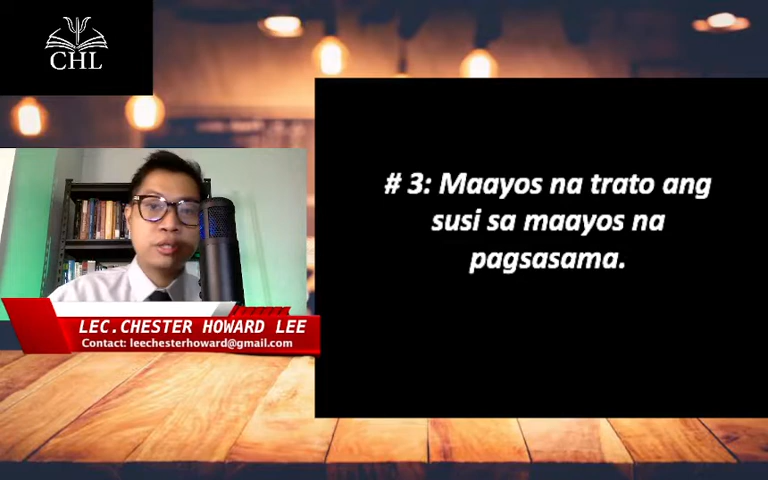 CHL
# 3: Maayos na trato ang
susi sa maayos na
pagsasama.
LEC.CHESTER HOWARD LEE
Contact: leechesterhoward@gmail.com